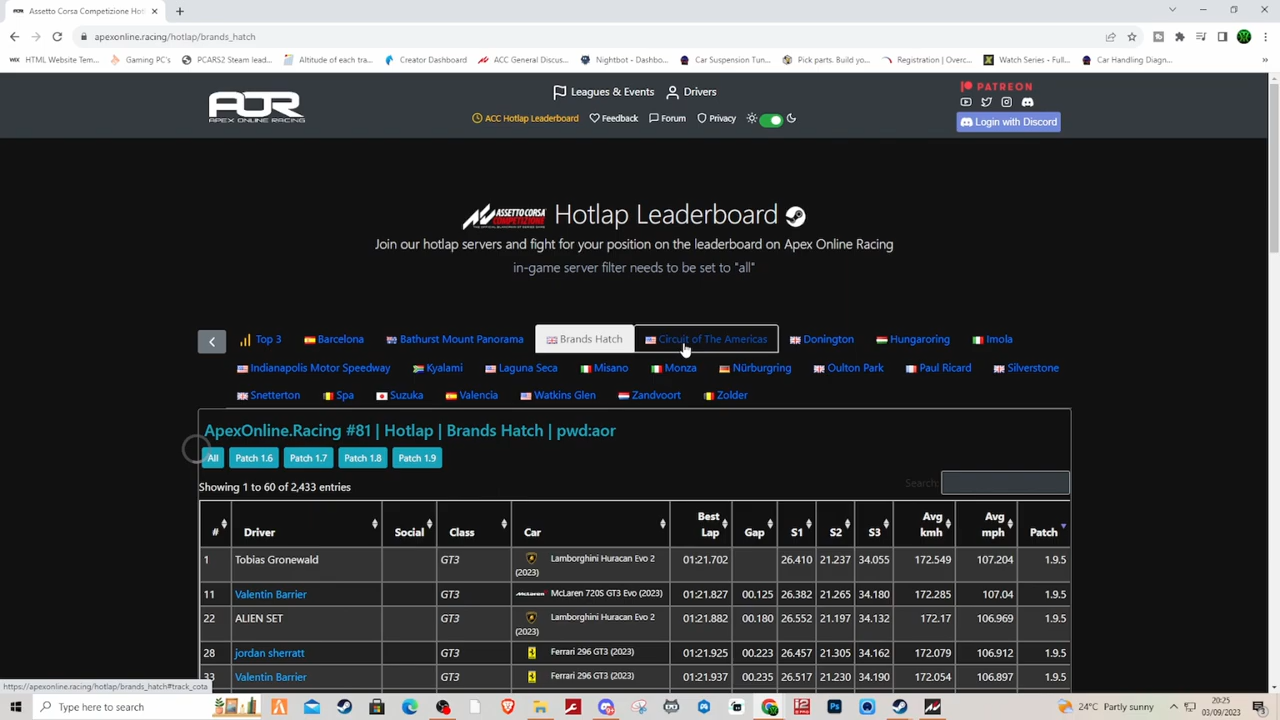 Assetto Corsa Competizione Hot
apexonline.racing/hotlap/brands_hatch
HTML Website Tem... Gaming PC's PCARS2 Steam lead... Altitude of each tra... Creator Dashboard ACC General Discus... Nightbot - Dashbo... Car Suspension Tun... Pick parts. Build yo... Registration | Overc... Watch Series - Full... Car Handling Diagn...
AOR
APEX ONLINE RACING
Leagues & Events Drivers
ACC Hotlap Leaderboard Feedback Forum Privacy
PATREON
Login with Discord
ASSETTO CORSA COMPETIZIONE Hotlap Leaderboard
Join our hotlap servers and fight for your position on the leaderboard on Apex Online Racing
in-game server filter needs to be set to "all"
Top 3 Barcelona Bathurst Mount Panorama Brands Hatch Circuit of The Americas Donington Hungaroring Imola
Indianapolis Motor Speedway Kyalami Laguna Seca Misano Monza Nürburgring Oulton Park Paul Ricard Silverstone
Snetterton Spa Suzuka Valencia Watkins Glen Zandvoort Zolder
ApexOnline.Racing #81 | Hotlap | Brands Hatch | pwd:aor
All Patch 1.6 Patch 1.7 Patch 1.8 Patch 1.9
Search:
Showing 1 to 60 of 2,433 entries
# Driver Social Class Car Best Lap Gap S1 S2 S3 Avg kmh Avg mph Patch
1 Tobias Gronewald GT3 Lamborghini Huracan Evo 2 (2023) 01:21.702 26.410 21.237 34.055 172.549 107.204 1.9.5
11 Valentin Barrier GT3 McLaren 720S GT3 Evo (2023) 01:21.827 00.125 26.382 21.265 34.180 172.285 107.04 1.9.5
22 ALIEN SET GT3 Lamborghini Huracan Evo 2 (2023) 01:21.882 00.180 26.552 21.197 34.132 172.17 106.969 1.9.5
28 jordan sherratt GT3 Ferrari 296 GT3 (2023) 01:21.925 00.223 26.457 21.305 34.162 172.079 106.912 1.9.5
33 Valentin Barrier GT3 Ferrari 296 GT3 (2023) 01:21.937 00.235 26.517 21.230 34.190 172.054 106.897 1.9.5
https://apexonline.racing/hotlap/brands_hatch#track_cota
Type here to search
24°C Partly sunny
20:25
03/09/2023